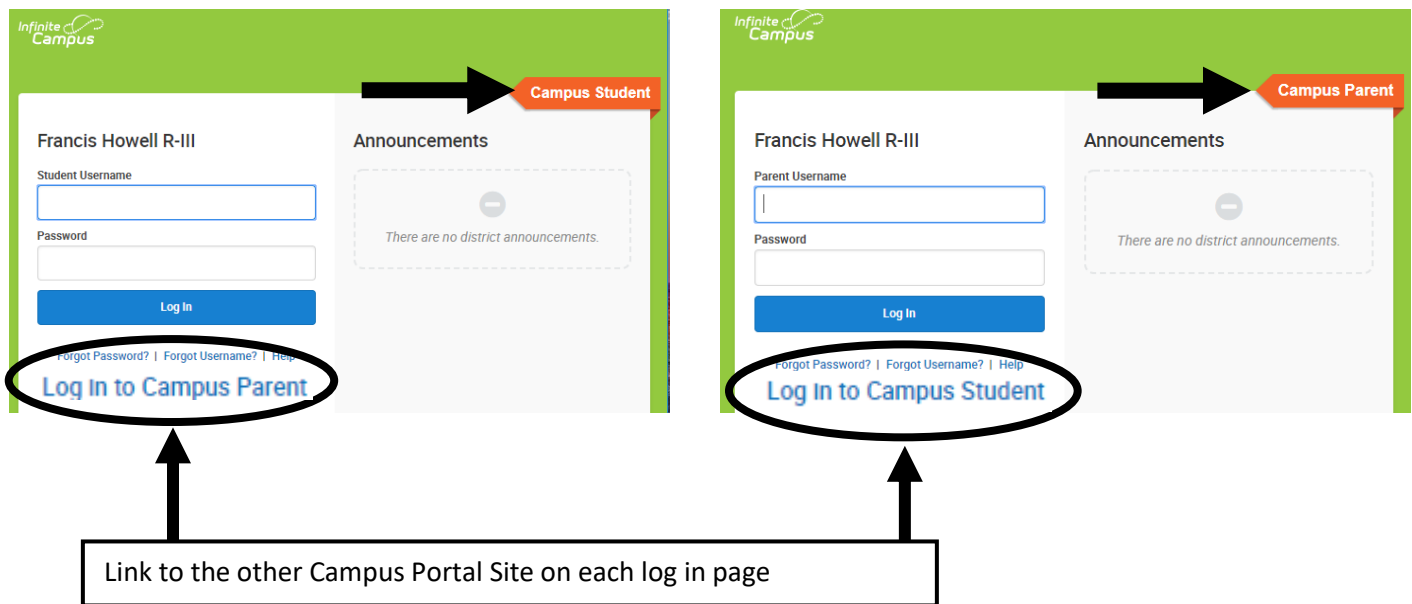 Infinite
Campus
Campus Student
Francis Howell R-III
Announcements
Student Username
Password
There are no district announcements.
Log In
Forgot Password? | Forgot Username? | Help
Log In to Campus Parent
Infinite
Campus
Campus Parent
Francis Howell R-III
Announcements
Parent Username
Password
There are no district announcements.
Log In
Forgot Password? | Forgot Username? | Help
Log In to Campus Student
Link to the other Campus Portal Site on each log in page